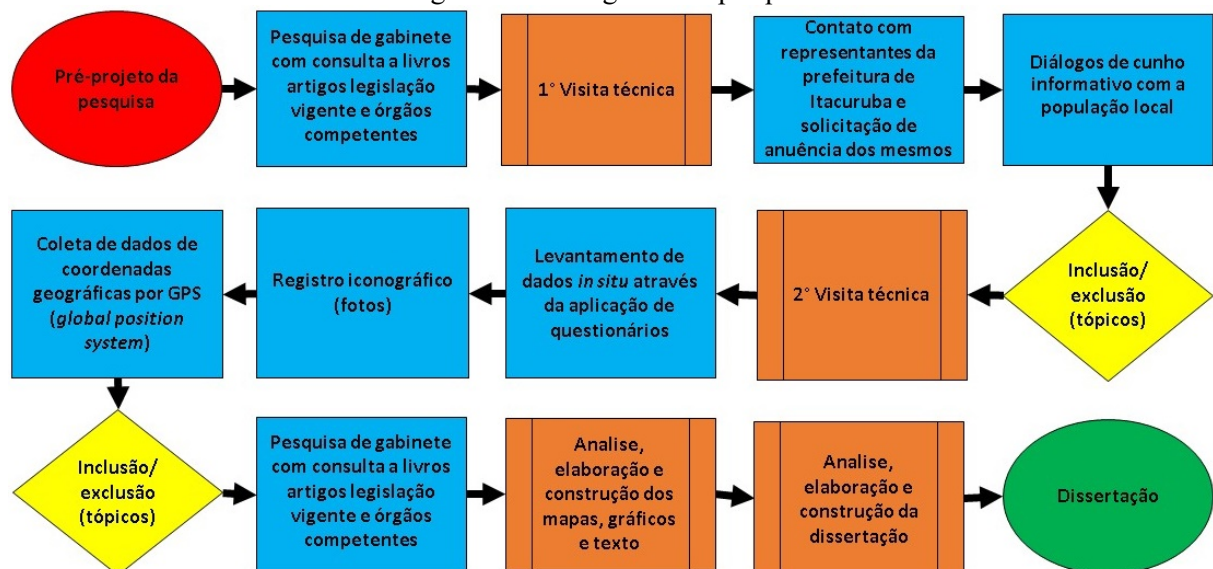 Pré-projeto da
pesquisa
Pesquisa de gabinete
com consulta a livros
artigos legislação
vigente e órgãos
competentes
1° Visita técnica
Contato com
representantes da
prefeitura de
Itacuruba e
solicitação de
anuência dos mesmos
Diálogos de cunho
informativo com a
população local
Inclusão/
exclusão
(tópicos)
2° Visita técnica
Levantamento de
dados in situ através
da aplicação de
questionários
Registro iconográfico
(fotos)
Coleta de dados de
coordenadas
geográficas por GPS
(global position
system)
Inclusão/
exclusão
(tópicos)
Pesquisa de gabinete
com consulta a livros
artigos legislação
vigente e órgãos
competentes
Analise,
elaboração e
construção dos
mapas, gráficos
e texto
Analise,
elaboração e
construção da
dissertação
Dissertação